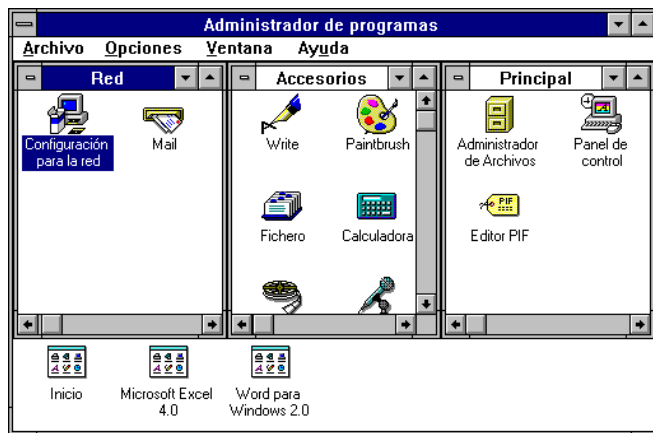 Administrador de programas
Archivo Opciones Ventana Ayuda
Red
Configuración
para la red
Mail
Accesorios
Write
Paintbrush
Fichero
Calculadora
Principal
Administrador
de Archivos
Panel de
control
PIF
Editor PIF
Inicio
Microsoft Excel
4.0
Word para
Windows 2.0